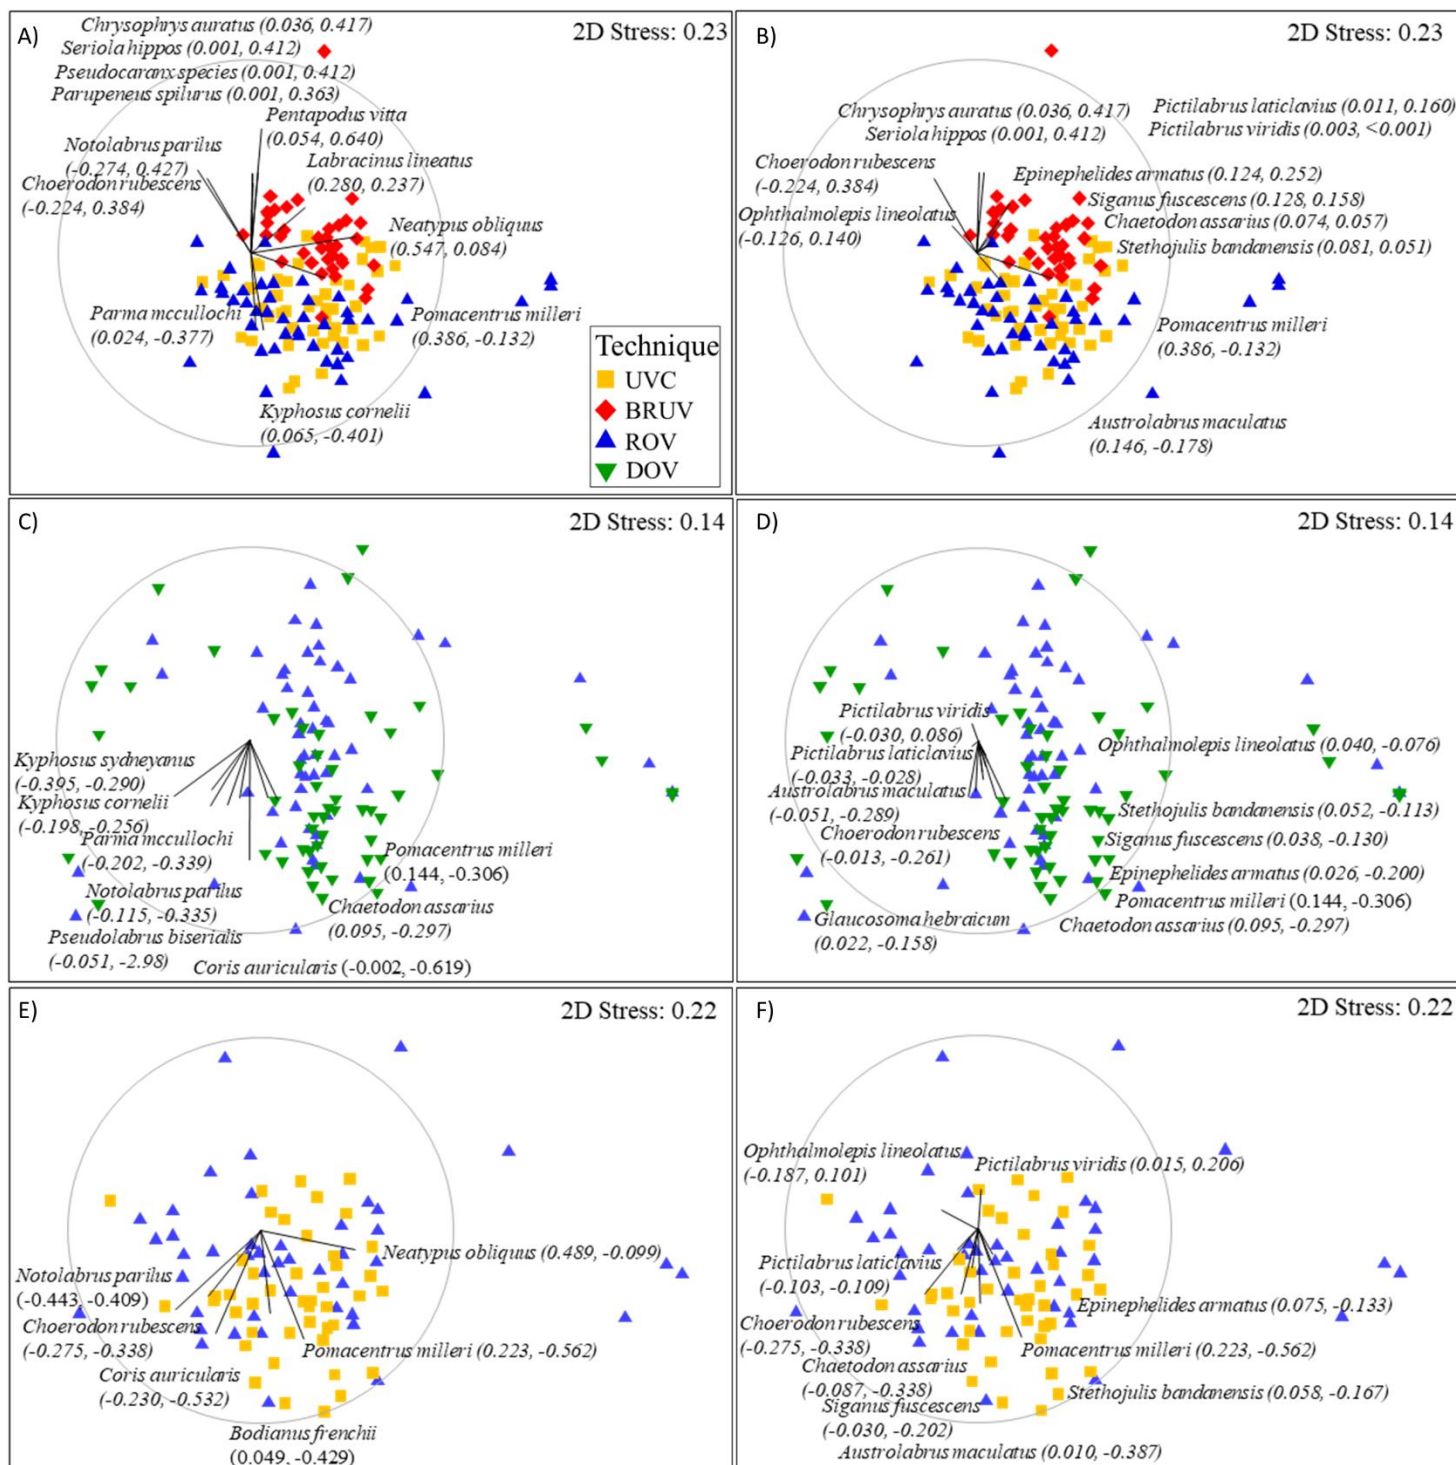 A)
2D Stress: 0.23
Chrysophrys auratus (0.036, 0.417)
Seriola hippos (0.001, 0.412)
Pseudocaranx species (0.001, 0.412)
Parupeneus spilurus (0.001, 0.363)
Pentapodus vitta
(0.054, 0.640)
Notolabrus parilus
(-0.274, 0.427)
Labracinus lineatus
(0.280, 0.237)
Choerodon rubescens
(-0.224, 0.384)
Neatypus obliquus
(0.547, 0.084)
Parma mccullochi
(0.024, -0.377)
Pomacentrus milleri
(0.386, -0.132)
Kyphosus cornelii
(0.065, -0.401)
Technique
UVC
BRUV
ROV
DOV
B)
2D Stress: 0.23
Chrysophrys auratus (0.036, 0.417)
Seriola hippos (0.001, 0.412)
Pictilabrus laticlavius (0.011, 0.160)
Pictilabrus viridis (0.003, <0.001)
Choerodon rubescens
(-0.224, 0.384)
Epinephelides armatus (0.124, 0.252)
Siganus fuscescens (0.128, 0.158)
Ophthalmolepis lineolatus
(-0.126, 0.140)
Chaetodon assarius (0.074, 0.057)
Stethojulis bandanensis (0.081, 0.051)
Pomacentrus milleri
(0.386, -0.132)
Austrolabrus maculatus
(0.146, -0.178)
C)
2D Stress: 0.14
Kyphosus sydneyanus
(-0.395, -0.290)
Kyphosus cornelii
(-0.198, -0.256)
Parma mccullochi
(-0.202, -0.339)
Notolabrus parilus
(-0.115, -0.335)
Pseudolabrus biserialis
(-0.051, -2.98)
Coris auricularis (-0.002, -0.619)
Pomacentrus milleri
(0.144, -0.306)
Chaetodon assarius
(0.095, -0.297)
D)
2D Stress: 0.14
Pictilabrus viridis
(-0.030, 0.086)
Pictilabrus laticlavius
(-0.033, -0.028)
Austrolabrus maculatus
(-0.051, -0.289)
Choerodon rubescens
(-0.013, -0.261)
Glaucosoma hebraicum
(0.022, -0.158)
Ophthalmolepis lineolatus (0.040, -0.076)
Stethojulis bandanensis (0.052, -0.113)
Siganus fuscescens (0.038, -0.130)
Epinephelides armatus (0.026, -0.200)
Pomacentrus milleri (0.144, -0.306)
Chaetodon assarius (0.095, -0.297)
E)
2D Stress: 0.22
Neatypus obliquus (0.489, -0.099)
Notolabrus parilus
(-0.443, -0.409)
Choerodon rubescens
(-0.275, -0.338)
Pomacentrus milleri (0.223, -0.562)
Coris auricularis
(-0.230, -0.532)
Bodianus frenchii
(0.049, -0.429)
F)
2D Stress: 0.22
Ophthalmolepis lineolatus
(-0.187, 0.101)
Pictilabrus viridis (0.015, 0.206)
Pictilabrus laticlavius
(-0.103, -0.109)
Epinephelides armatus (0.075, -0.133)
Choerodon rubescens
(-0.275, -0.338)
Pomacentrus milleri (0.223, -0.562)
Chaetodon assarius
(-0.087, -0.338)
Stethojulis bandanensis (0.058, -0.167)
Siganus fuscescens
(-0.030, -0.202)
Austrolabrus maculatus (0.010, -0.387)